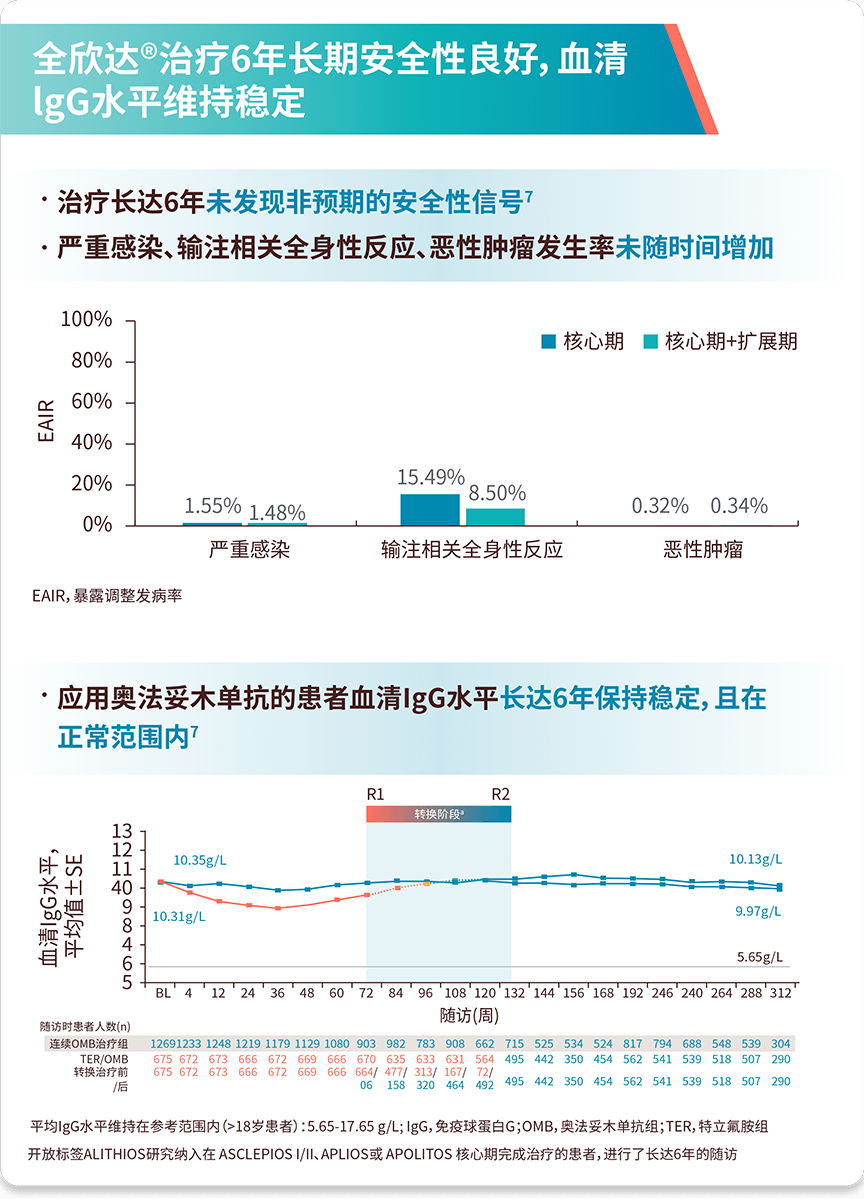 全欣达®治疗6年长期安全性良好，血清
lgG水平维持稳定
· 治疗长达6年未发现非预期的安全性信号7
· 严重感染、输注相关全身性反应、恶性肿瘤发生率未随时间增加
100%
80%
60%
40%
20%
0%
EAIR
核心期 核心期+扩展期
1.55% 1.48% 15.49% 8.50% 0.32% 0.34%
严重感染 输注相关全身性反应 恶性肿瘤
EAIR，暴露调整发病率
· 应用奥法妥木单抗的患者血清IgG水平长达6年保持稳定，且在
正常范围内7
R1 R2
转换阶段a
血清IgG水平，
平均值±SE
13
12
11
40
9
8
4
6
5
10.35g/L 10.13g/L
10.31g/L 9.97g/L
5.65g/L
BL 4 12 24 36 48 60 72 84 96 108 120 132 144 156 168 192 246 240 264 288 312
随访(周)
随访时患者人数(n)
连续OMB治疗组 1269 1233 1248 1219 1179 1129 1080 903 982 783 908 662 715 525 534 524 817 794 688 548 539 304
TER/OMB 675 672 673 666 672 669 666 670 635 633 631 564 495 442 350 454 562 541 539 518 507 290
转换治疗前 675 672 673 666 672 669 666 664/ 477/ 313/ 167/ 72/
/后 06 158 320 464 492 495 442 350 454 562 541 539 518 507 290
平均IgG水平维持在参考范围内(>18岁患者)：5.65-17.65 g/L; IgG，免疫球蛋白G；OMB，奥法妥木单抗组；TER，特立氟胺组
开放标签ALITHIOS研究纳入在 ASCLEPIOS I/II、APLIOS或 APOLITOS 核心期完成治疗的患者，进行了长达6年的随访